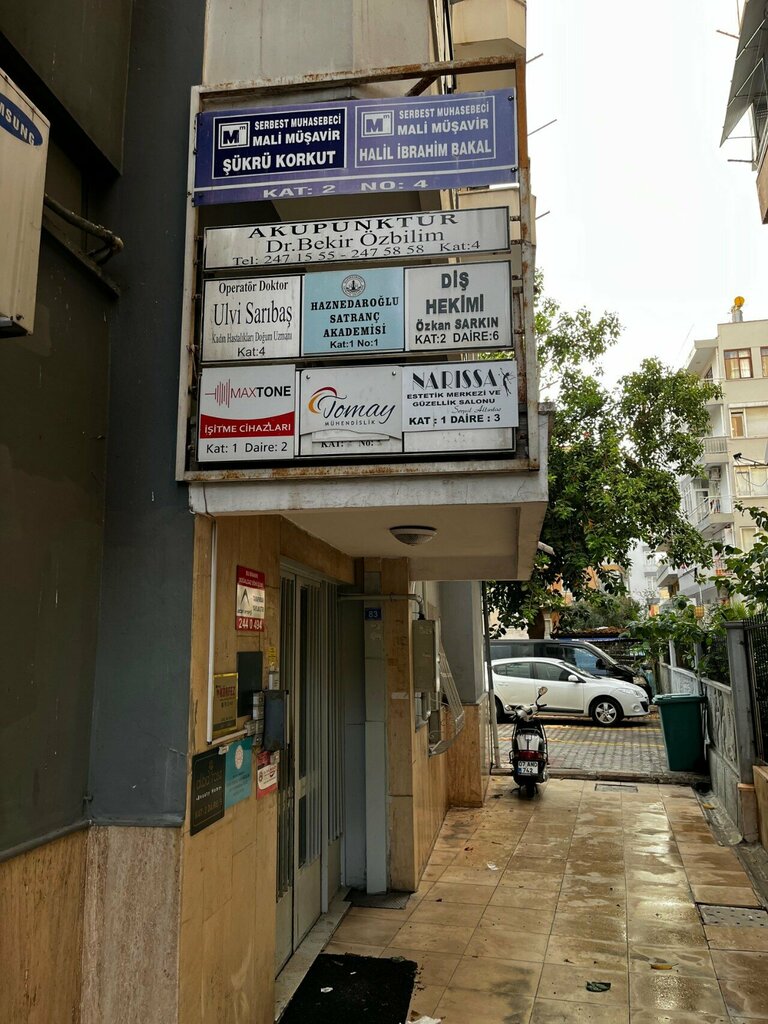 SAMSUNG
SERBEST MUHASEBECİ
MALİ MÜŞAVİR
ŞÜKRÜ KORKUT
SERBEST MUHASEBECİ
MALİ MÜŞAVİR
HALİL İBRAHİM BAKAL
KAT: 2 NO: 4
AKUPUNKTUR
Dr.Bekir Özbilim
Tel: 247 15 55 - 247 58 58 Kat:4
Operatör Doktor
Ulvi Sarıbaş
Kadın Hastalıkları Doğum Uzmanı
Kat:4
HAZNEDAROĞLU
SATRANÇ
AKADEMİSİ
Kat:1 No:1
DİŞ
HEKİMİ
Özkan SARKIN
KAT:2 DAİRE:6
MAXTONE
İŞİTME CİHAZLARI
Kat: 1 Daire: 2
Tomay
MÜHENDİSLİK
KAT: NO:
NARISSA
ESTETİK MERKEZİ VE
GÜZELLİK SALONU
KAT : 1 DAİRE : 3
83
244 0 494
07
742